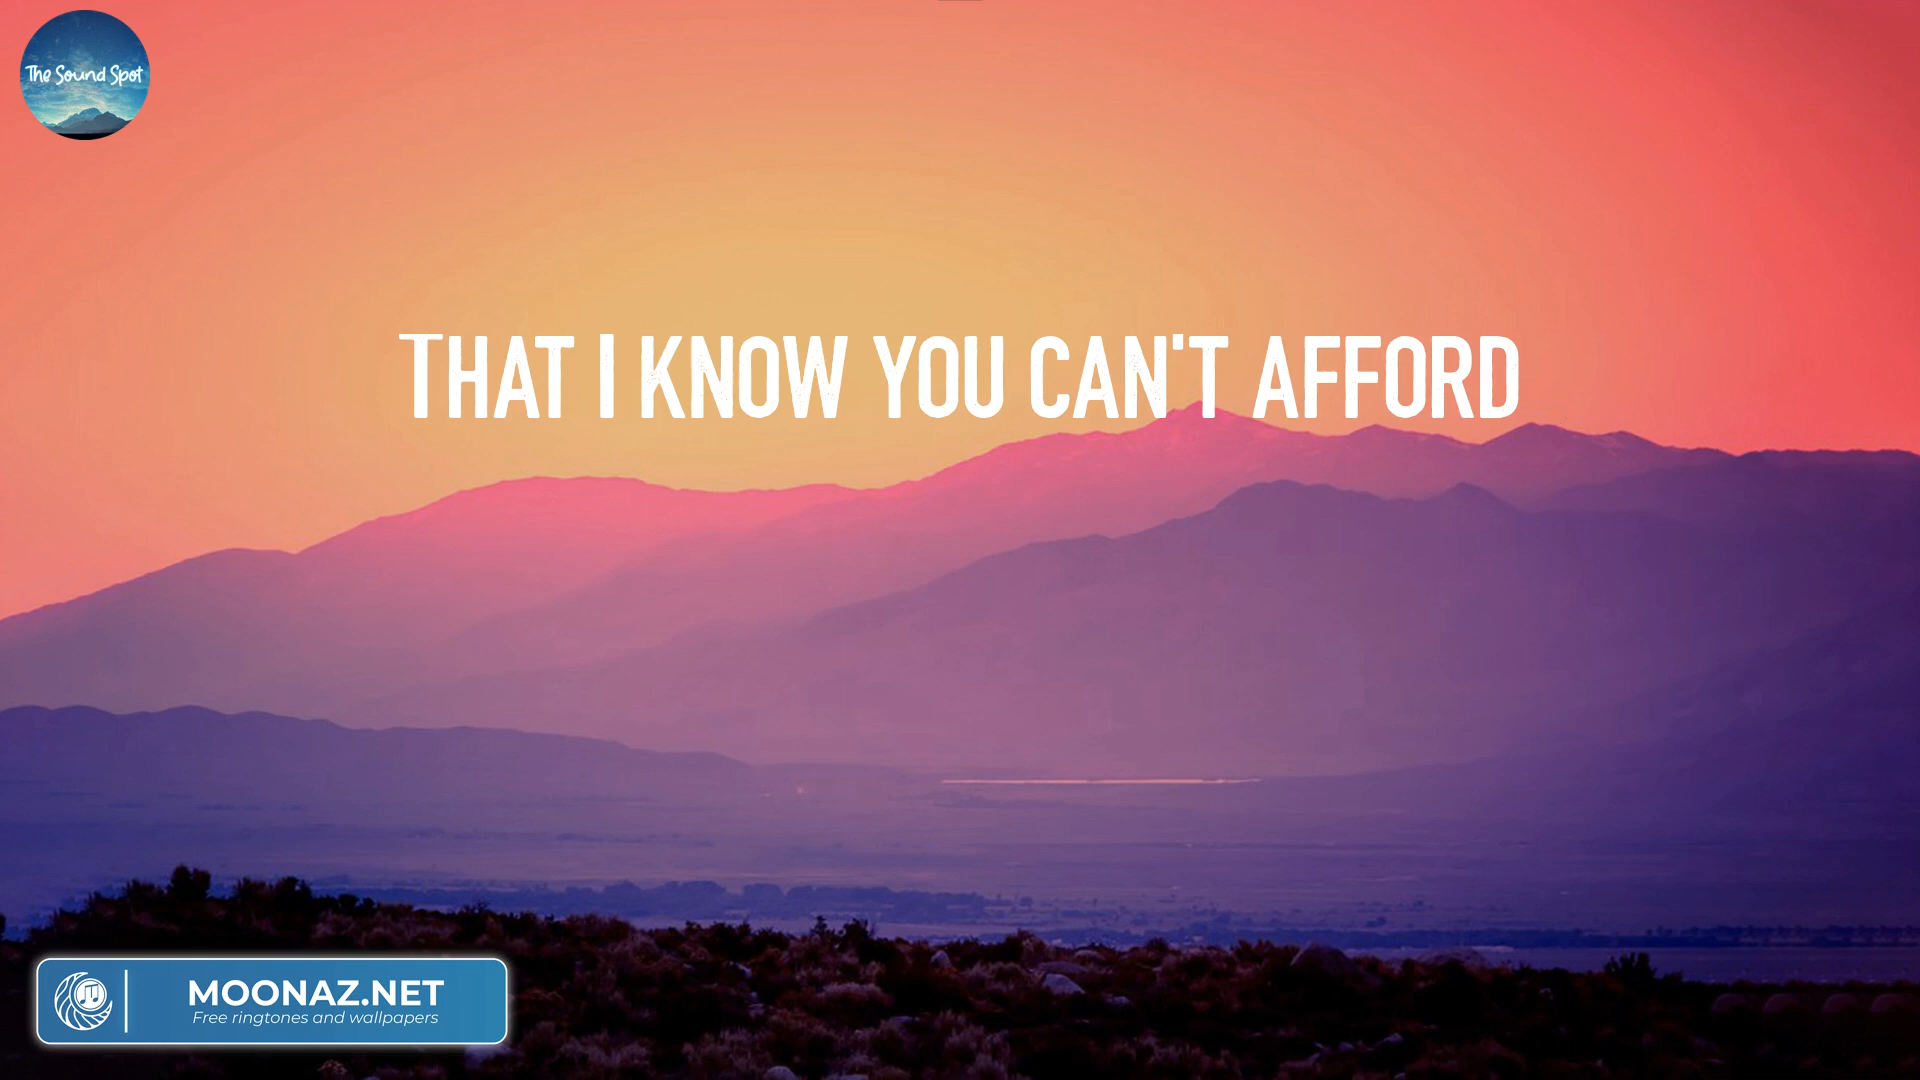 The Sound Spot
THAT I KNOW YOU CAN'T AFFORD
MOONAZ.NET
Free ringtones and wallpapers